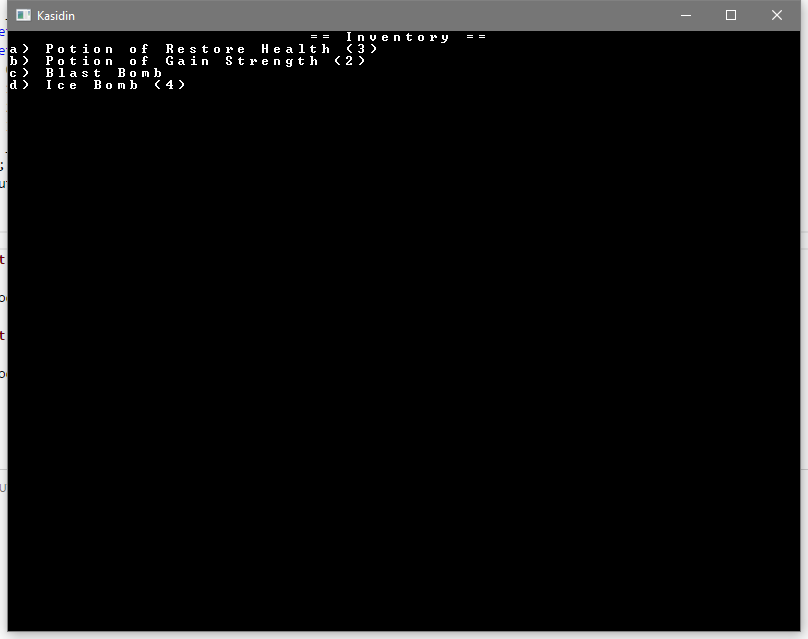 Kasidin
== Inventory ==
a) Potion of Restore Health (3)
b) Potion of Gain Strength (2)
c) Blast Bomb
d) Ice Bomb (4)